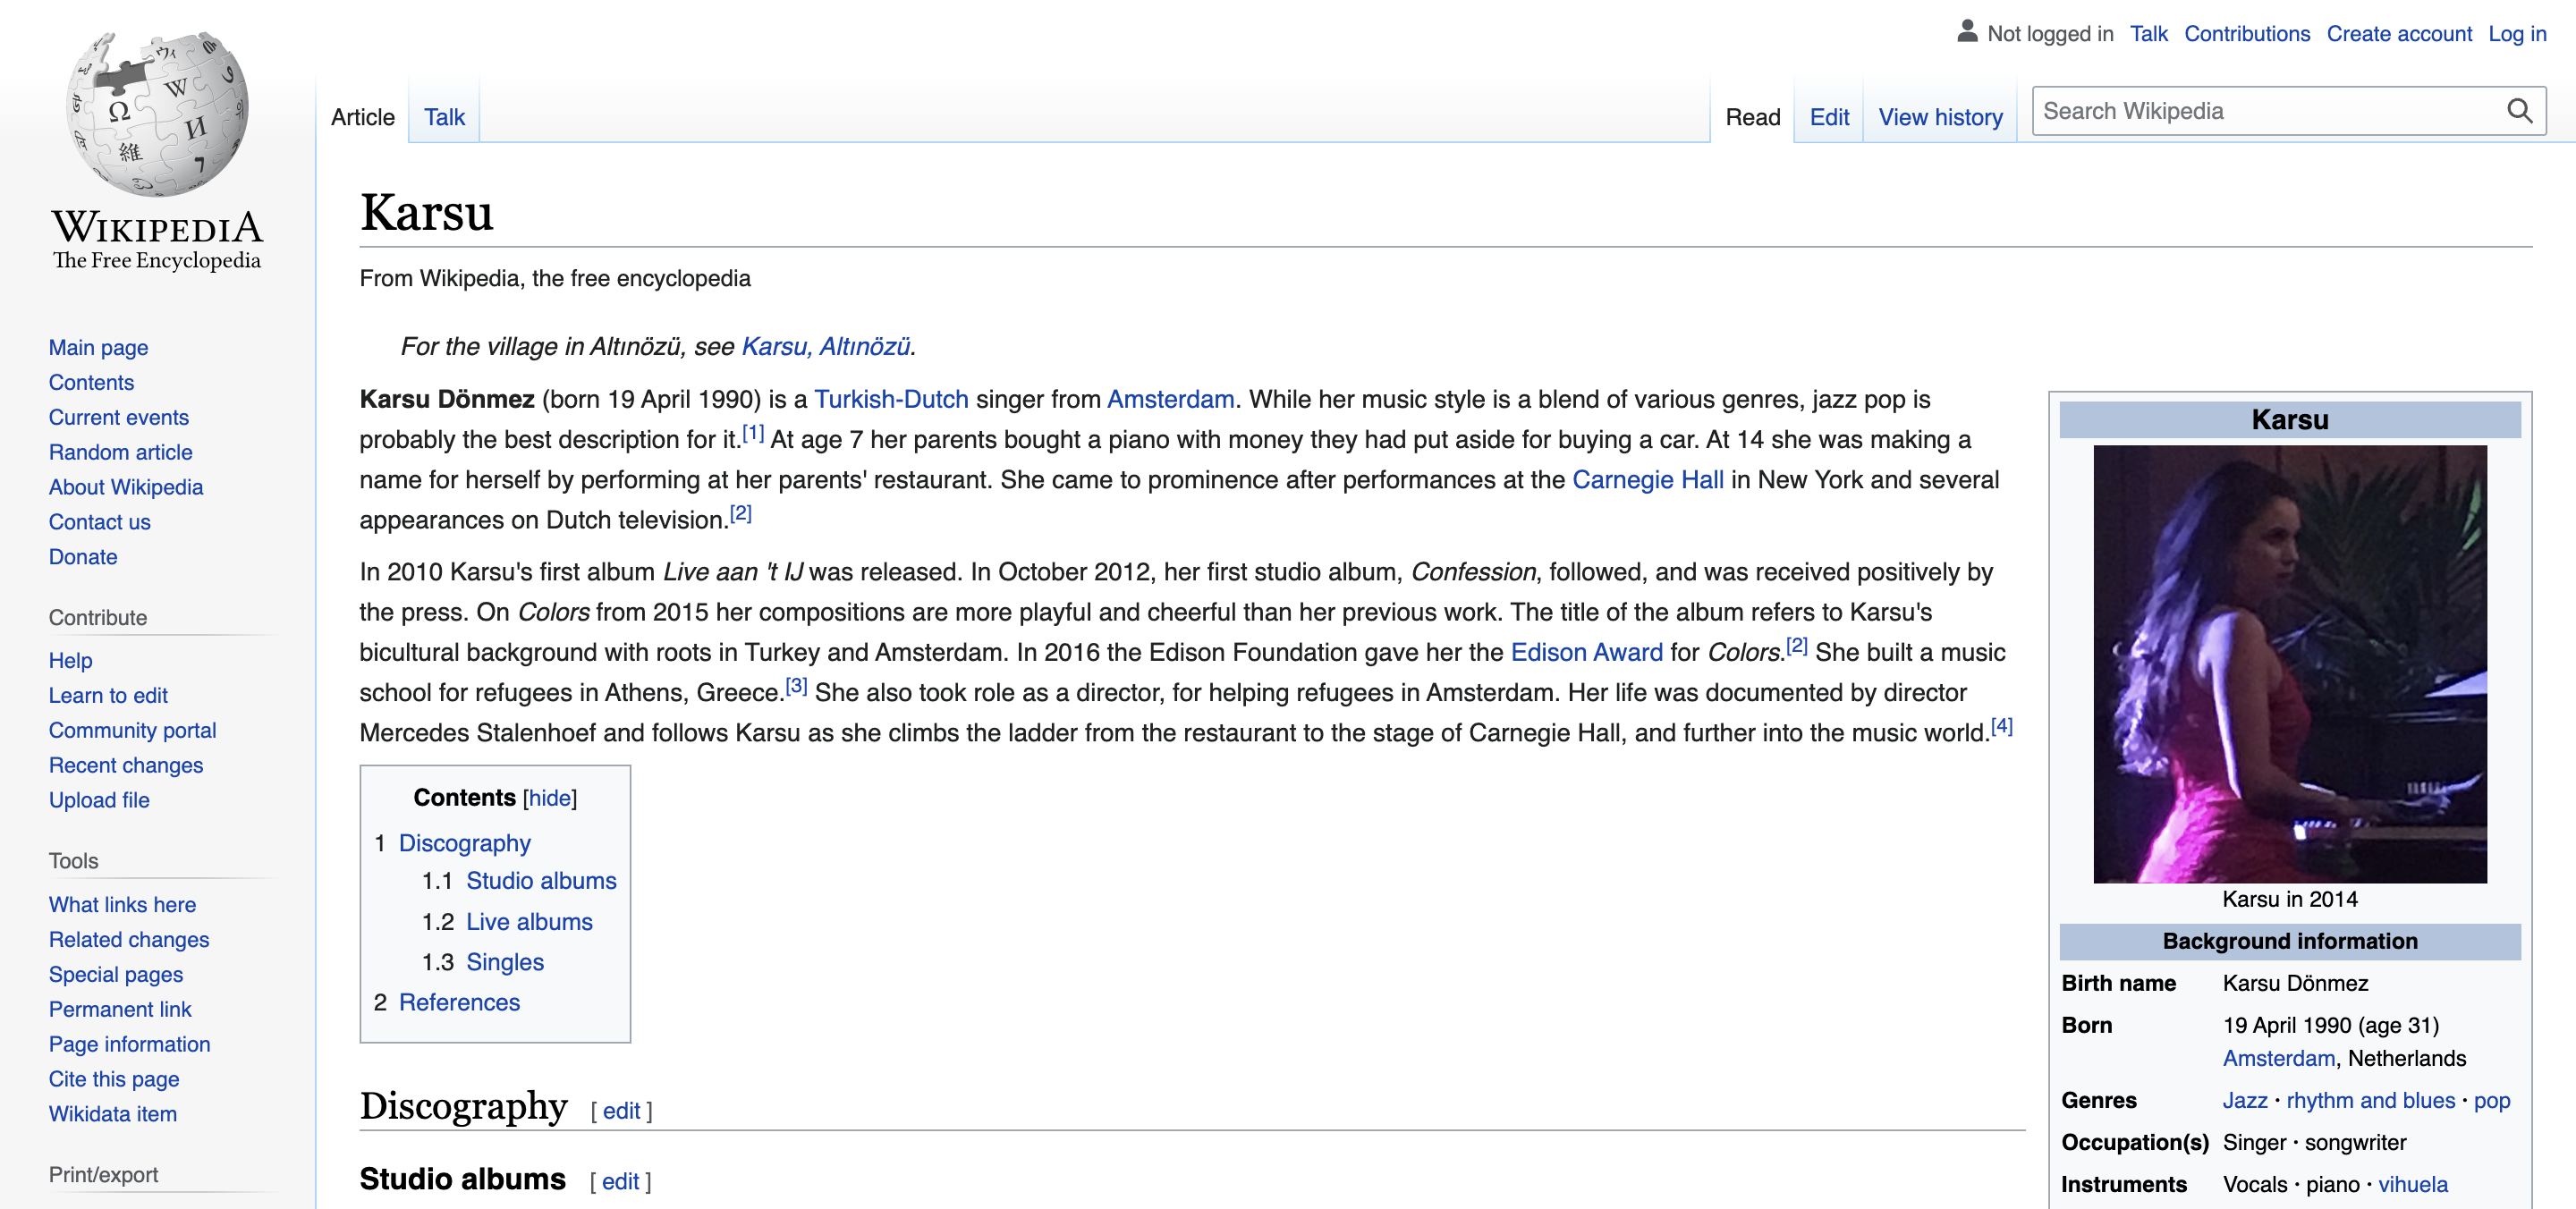 Not logged in Talk Contributions Create account Log in
Article Talk Read Edit View history Search Wikipedia
WIKIPEDIA
The Free Encyclopedia
Main page
Contents
Current events
Random article
About Wikipedia
Contact us
Donate
Contribute
Help
Learn to edit
Community portal
Recent changes
Upload file
Tools
What links here
Related changes
Special pages
Permanent link
Page information
Cite this page
Wikidata item
Print/export
Karsu
From Wikipedia, the free encyclopedia
For the village in Altınözü, see Karsu, Altınözü.
Karsu Dönmez (born 19 April 1990) is a Turkish-Dutch singer from Amsterdam. While her music style is a blend of various genres, jazz pop is
probably the best description for it.[1] At age 7 her parents bought a piano with money they had put aside for buying a car. At 14 she was making a
name for herself by performing at her parents' restaurant. She came to prominence after performances at the Carnegie Hall in New York and several
appearances on Dutch television.[2]
In 2010 Karsu's first album Live aan 't IJ was released. In October 2012, her first studio album, Confession, followed, and was received positively by
the press. On Colors from 2015 her compositions are more playful and cheerful than her previous work. The title of the album refers to Karsu's
bicultural background with roots in Turkey and Amsterdam. In 2016 the Edison Foundation gave her the Edison Award for Colors.[2] She built a music
school for refugees in Athens, Greece.[3] She also took role as a director, for helping refugees in Amsterdam. Her life was documented by director
Mercedes Stalenhoef and follows Karsu as she climbs the ladder from the restaurant to the stage of Carnegie Hall, and further into the music world.[4]
Contents [hide]
1 Discography
1.1 Studio albums
1.2 Live albums
1.3 Singles
2 References
Discography [ edit ]
Studio albums [ edit ]
Karsu
Karsu in 2014
Background information
Birth name Karsu Dönmez
Born 19 April 1990 (age 31)
Amsterdam, Netherlands
Genres Jazz · rhythm and blues · pop
Occupation(s) Singer · songwriter
Instruments Vocals · piano · vihuela